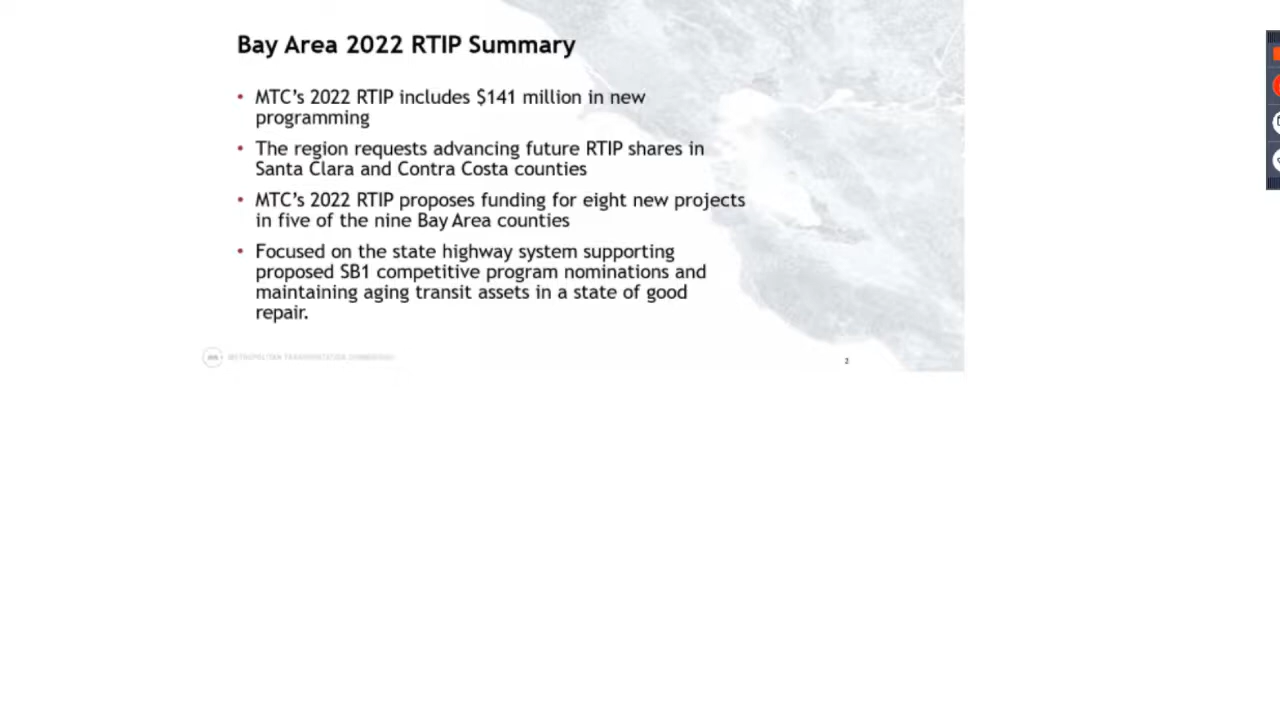 Bay Area 2022 RTIP Summary
• MTC's 2022 RTIP includes $141 million in new
programming
• The region requests advancing future RTIP shares in
Santa Clara and Contra Costa counties
• MTC's 2022 RTIP proposes funding for eight new projects
in five of the nine Bay Area counties
• Focused on the state highway system supporting
proposed SB1 competitive program nominations and
maintaining aging transit assets in a state of good
repair.
METROPOLITAN TRANSPORTATION COMMISSION